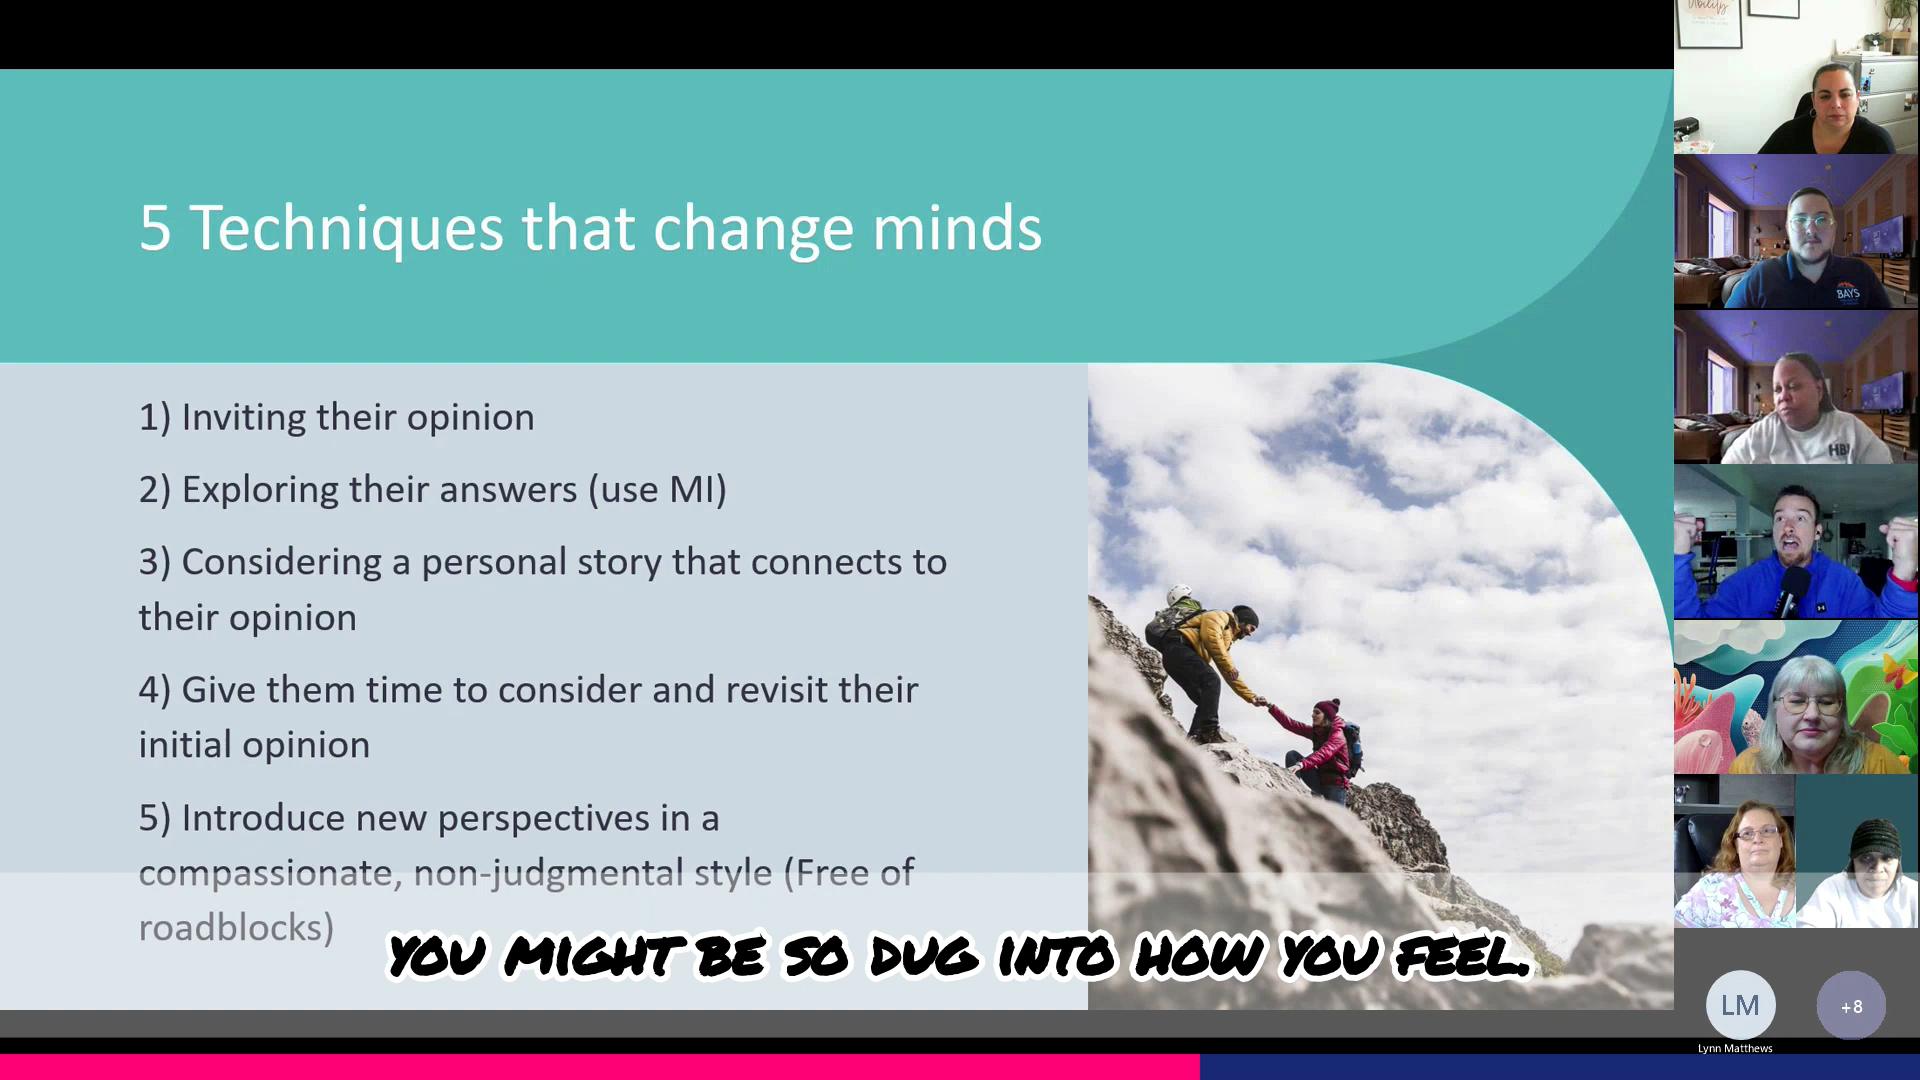 Ability
5 Techniques that change minds
1) Inviting their opinion
2) Exploring their answers (use MI)
3) Considering a personal story that connects to
their opinion
4) Give them time to consider and revisit their
initial opinion
5) Introduce new perspectives in a
compassionate, non-judgmental style (Free of
roadblocks)
YOU MIGHT BE SO DUG INTO HOW YOU FEEL.
BAYS
HBI
LM
+8
Lynn Matthews